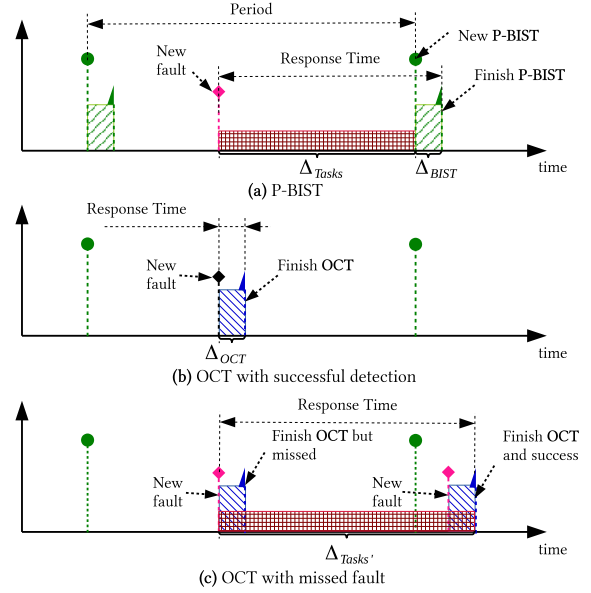 Period
New P-BIST
New
fault
Response Time
Finish P-BIST
Δ_Tasks
Δ_BIST
time
(a) P-BIST
Response Time
New
fault
Finish OCT
Δ_OCT
time
(b) OCT with successful detection
Response Time
Finish OCT but
missed
Finish OCT
and success
New
fault
New
fault
Δ_Tasks'
time
(c) OCT with missed fault